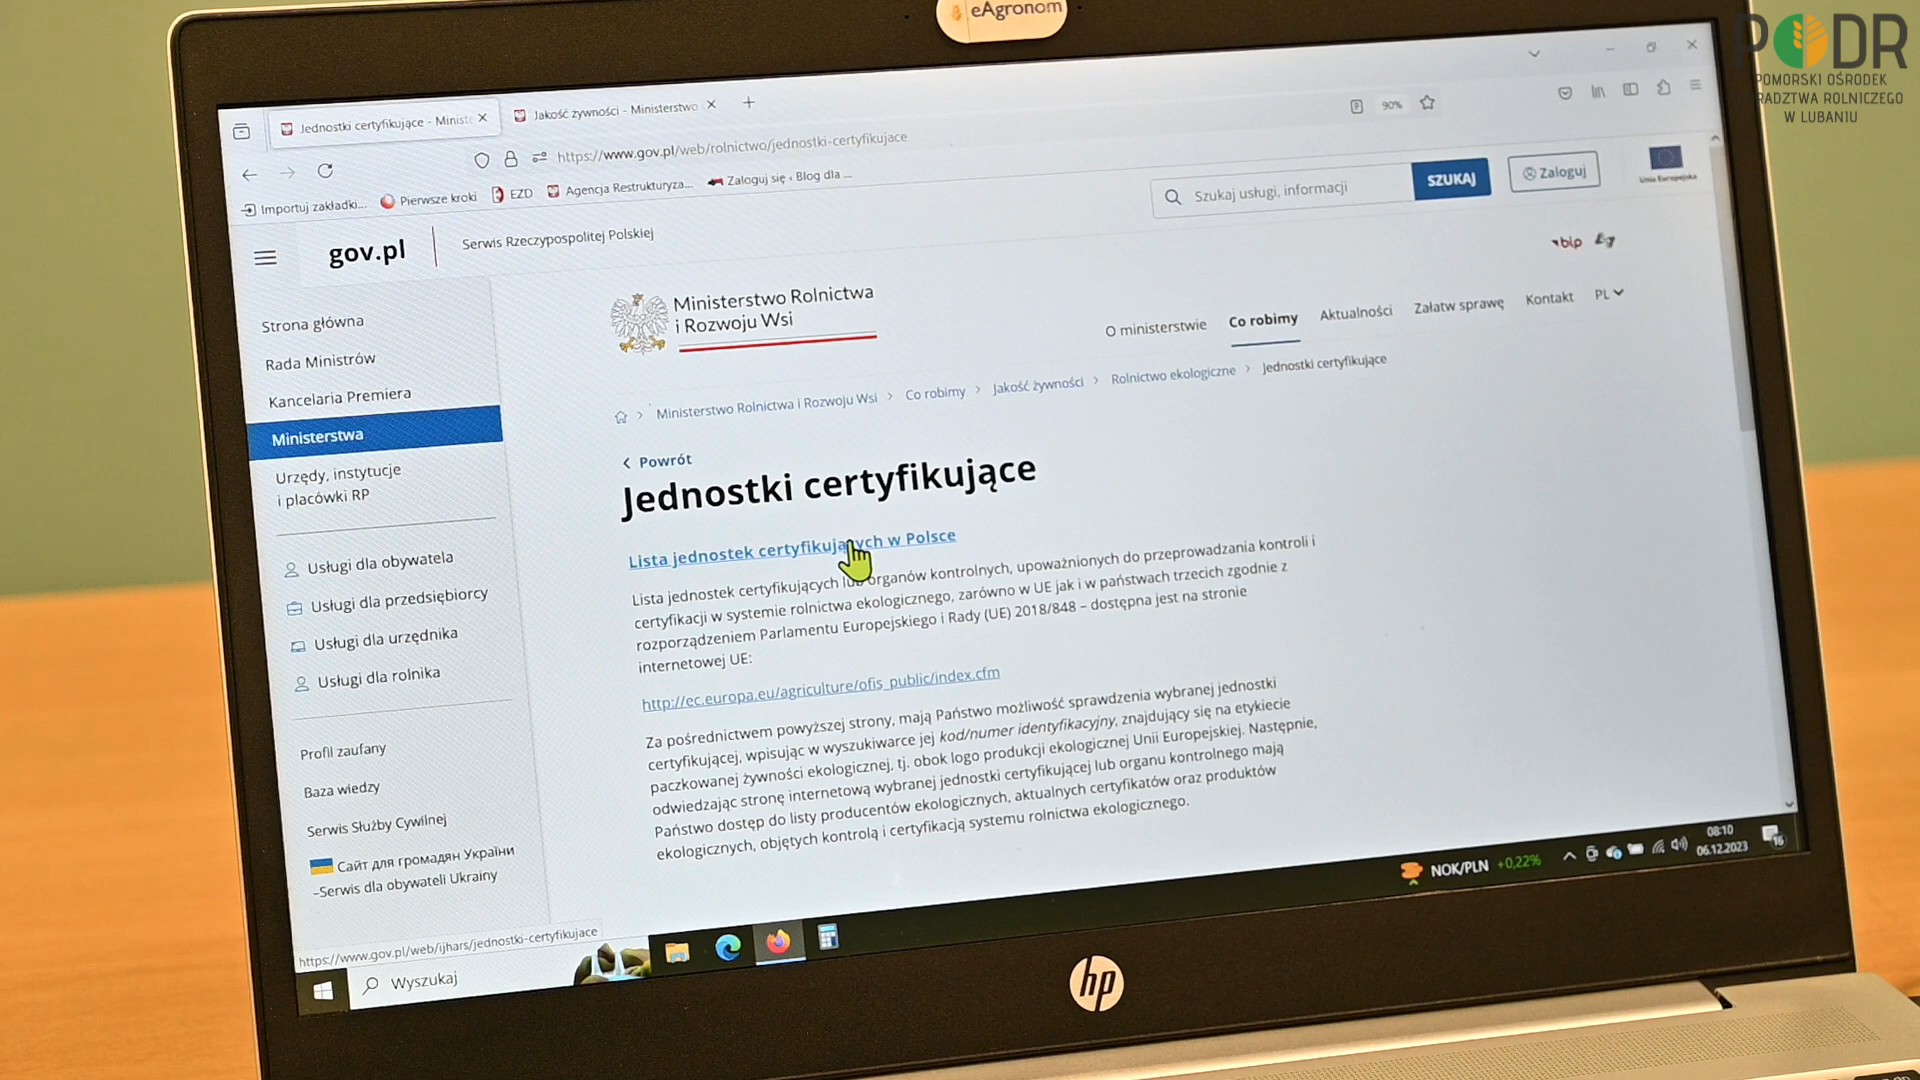 eAgronom
PODR
POMORSKI OŚRODEK
RADZTWA ROLNICZEGO
W LUBANIU
Jednostki certyfikujące - Minist
Jakość żywności - Ministerstwo
https://www.gov.pl/web/rolnictwo/jednostki-certyfikujace
90%
Importuj zakładki...
Pierwsze kroki
EZD
Agencja Restrukturyza...
Zaloguj się ‹ Blog dla ...
gov.pl
Serwis Rzeczypospolitej Polskiej
Szukaj usługi, informacji
SZUKAJ
Zaloguj
Unia Europejska
bip
Strona główna
Rada Ministrów
Kancelaria Premiera
Ministerstwa
Urzędy, instytucje
i placówki RP
Usługi dla obywatela
Usługi dla przedsiębiorcy
Usługi dla urzędnika
Usługi dla rolnika
Profil zaufany
Baza wiedzy
Serwis Służby Cywilnej
Сайт для громадян України
–Serwis dla obywateli Ukrainy
Ministerstwo Rolnictwa
i Rozwoju Wsi
O ministerstwie
Co robimy
Aktualności
Załatw sprawę
Kontakt
PL
Ministerstwo Rolnictwa i Rozwoju Wsi > Co robimy > Jakość żywności > Rolnictwo ekologiczne > Jednostki certyfikujące
Powrót
Jednostki certyfikujące
Lista jednostek certyfikujących w Polsce
Lista jednostek certyfikujących lub organów kontrolnych, upoważnionych do przeprowadzania kontroli i
certyfikacji w systemie rolnictwa ekologicznego, zarówno w UE jak i w państwach trzecich zgodnie z
rozporządzeniem Parlamentu Europejskiego i Rady (UE) 2018/848 – dostępna jest na stronie
internetowej UE:
http://ec.europa.eu/agriculture/ofis_public/index.cfm
Za pośrednictwem powyższej strony, mają Państwo możliwość sprawdzenia wybranej jednostki
certyfikującej, wpisując w wyszukiwarce jej kod/numer identyfikacyjny, znajdujący się na etykiecie
paczkowanej żywności ekologicznej, tj. obok logo produkcji ekologicznej Unii Europejskiej. Następnie,
odwiedzając stronę internetową wybranej jednostki certyfikującej lub organu kontrolnego mają
Państwo dostęp do listy producentów ekologicznych, aktualnych certyfikatów oraz produktów
ekologicznych, objętych kontrolą i certyfikacją systemu rolnictwa ekologicznego.
https://www.gov.pl/web/ijhars/jednostki-certyfikujace
Wyszukaj
NOK/PLN +0,22%
08:10
06.12.2023
16
hp